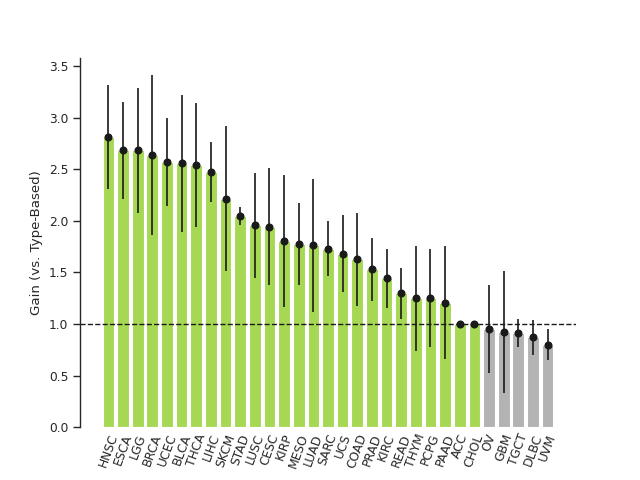 Gain (vs. Type-Based)
3.5
3.0
2.5
2.0
1.5
1.0
0.5
0.0
HNSC
ESCA
LGG
BRCA
UCEC
BLCA
THCA
LIHC
SKCM
STAD
LUSC
CESC
KIRP
MESO
LUAD
SARC
UCS
COAD
PRAD
KIRC
READ
THYM
PCPG
PAAD
ACC
CHOL
OV
GBM
TGCT
DLBC
UVM